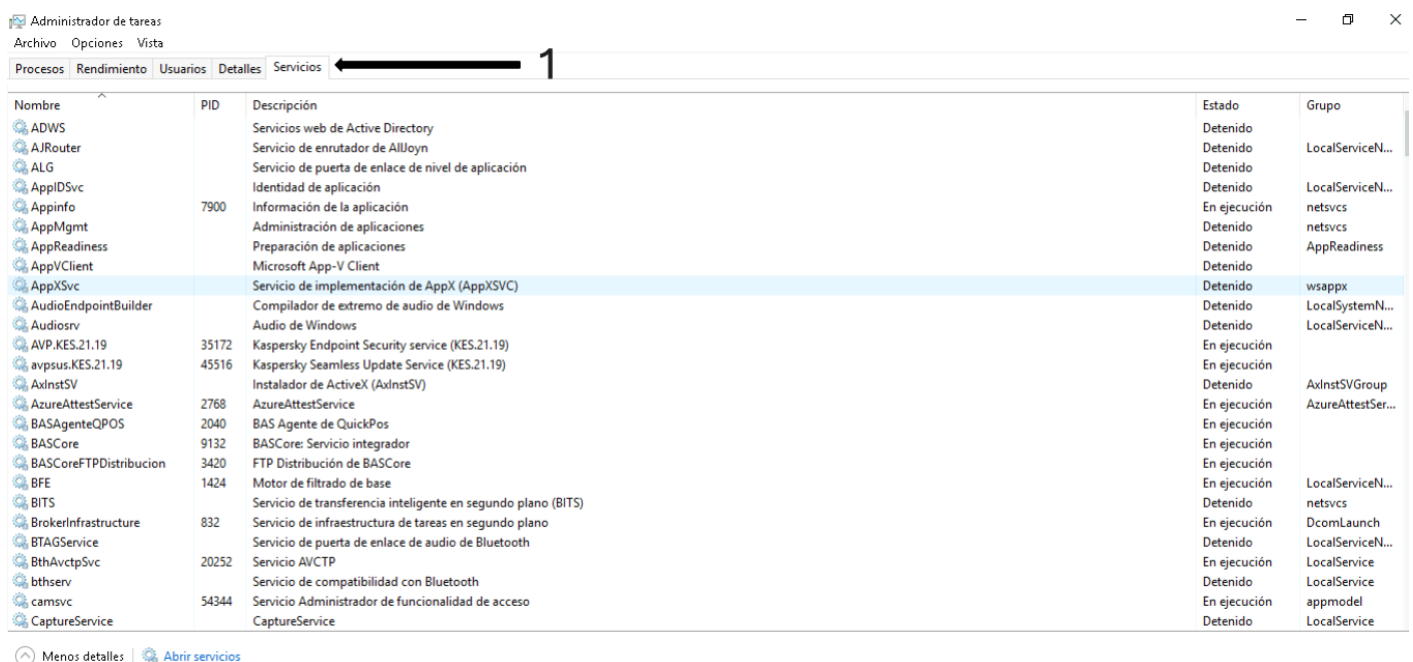 Administrador de tareas
Archivo Opciones Vista
Procesos Rendimiento Usuarios Detalles Servicios 1
Nombre PID Descripción Estado Grupo
ADWS Servicios web de Active Directory Detenido
AJRouter Servicio de enrutador de AllJoyn Detenido LocalServiceN...
ALG Servicio de puerta de enlace de nivel de aplicación Detenido
AppIDSvc Identidad de aplicación Detenido LocalServiceN...
Appinfo 7900 Información de la aplicación En ejecución netsvcs
AppMgmt Administración de aplicaciones Detenido netsvcs
AppReadiness Preparación de aplicaciones Detenido AppReadiness
AppVClient Microsoft App-V Client Detenido
AppXSvc Servicio de implementación de AppX (AppXSVC) Detenido wsappx
AudioEndpointBuilder Compilador de extremo de audio de Windows Detenido LocalSystemN...
Audiosrv Audio de Windows Detenido LocalServiceN...
AVP.KES.21.19 35172 Kaspersky Endpoint Security service (KES.21.19) En ejecución
avpsus.KES.21.19 45516 Kaspersky Seamless Update Service (KES.21.19) En ejecución
AxInstSV Instalador de ActiveX (AxInstSV) Detenido AxInstSVGroup
AzureAttestService 2768 AzureAttestService En ejecución AzureAttestSer...
BASAgenteQPOS 2040 BAS Agente de QuickPos En ejecución
BASCore 9132 BASCore: Servicio integrador En ejecución
BASCoreFTPDistribucion 3420 FTP Distribución de BASCore En ejecución
BFE 1424 Motor de filtrado de base En ejecución LocalServiceN...
BITS Servicio de transferencia inteligente en segundo plano (BITS) Detenido netsvcs
BrokerInfrastructure 832 Servicio de infraestructura de tareas en segundo plano En ejecución DcomLaunch
BTAGService Servicio de puerta de enlace de audio de Bluetooth Detenido LocalServiceN...
BthAvctpSvc 20252 Servicio AVCTP En ejecución LocalService
bthserv Servicio de compatibilidad con Bluetooth Detenido LocalService
camsvc 54344 Servicio Administrador de funcionalidad de acceso En ejecución appmodel
CaptureService CaptureService Detenido LocalService
Menos detalles Abrir servicios